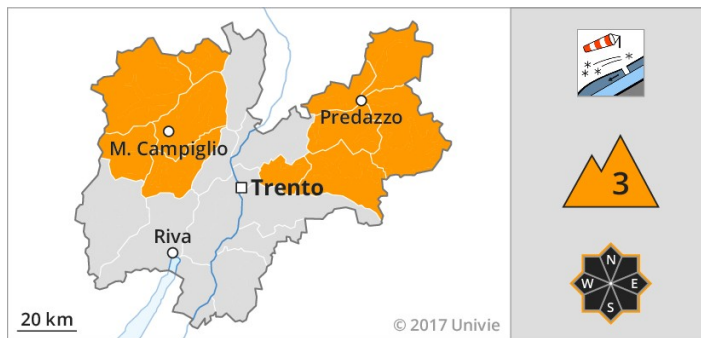 Predazzo
M. Campiglio
Trento
Riva
20 km
© 2017 Univie
3
N
W E
S